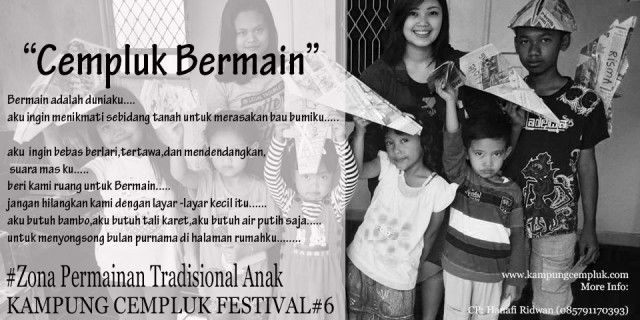 “Cempluk Bermain”
Bermain adalah duniaku....
aku ingin menikmati sebidang tanah untuk merasakan bau bumiku.....
aku ingin bebas berlari,tertawa,dan mendendangkan,
suara mas ku.....
beri kami ruang untuk Bermain.....
jangan hilangkan kami dengan layar -layar kecil itu......
aku butuh bambo,aku butuh tali karet,aku butuh air putih saja.....
untuk menyongsong bulan purnama di halaman rumahku........
#Zona Permainan Tradisional Anak
KAMPUNG CEMPLUK FESTIVAL#6
RISMA
www.kampungcempluk.com
More Info:
CP: Hanafi Ridwan (085791170393)